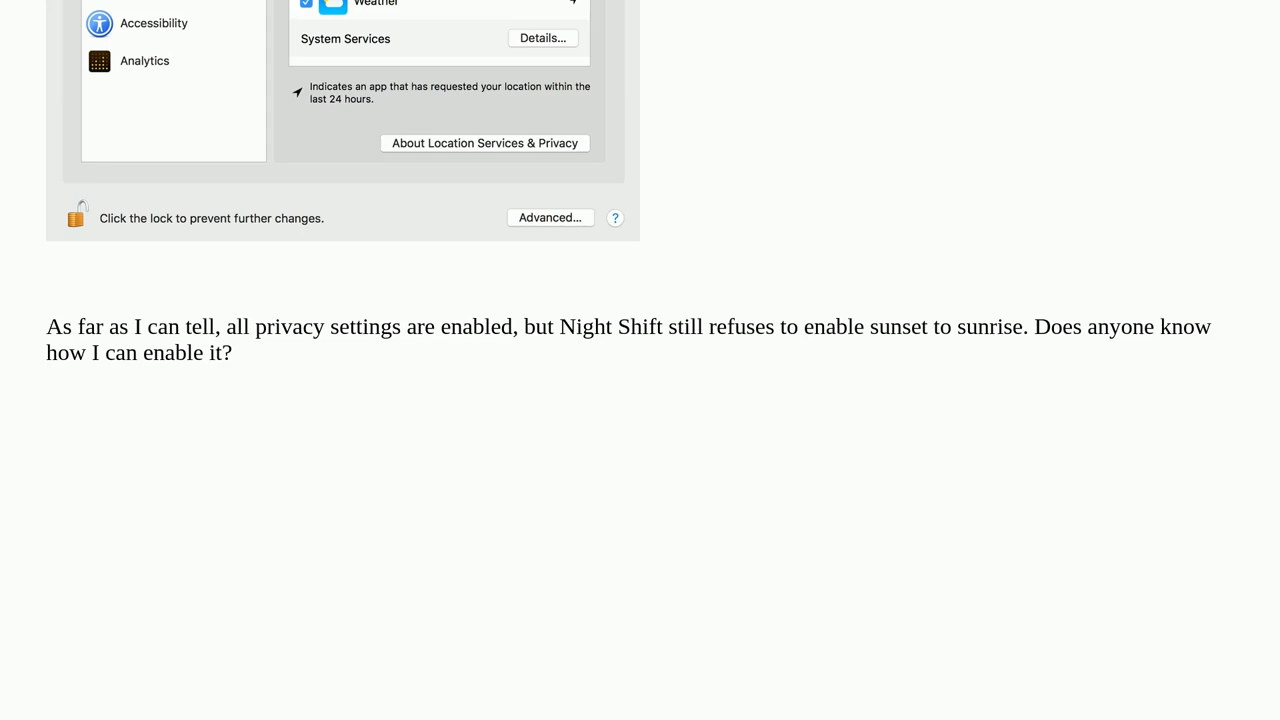 Weather
Accessibility
System Services
Details...
Analytics
Indicates an app that has requested your location within the
last 24 hours.
About Location Services & Privacy
Click the lock to prevent further changes.
Advanced...
?
As far as I can tell, all privacy settings are enabled, but Night Shift still refuses to enable sunset to sunrise. Does anyone know
how I can enable it?